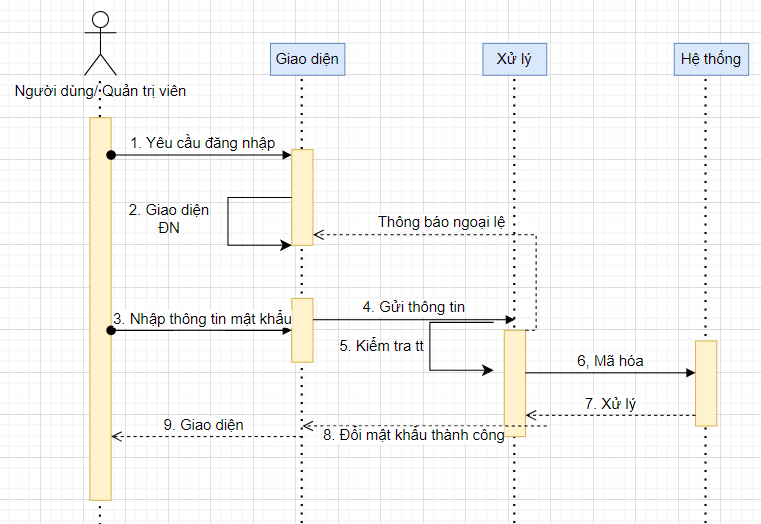 Giao diện
Xử lý
Hệ thống
Người dùng/ Quản trị viên
1. Yêu cầu đăng nhập
2. Giao diện
ĐN
Thông báo ngoại lệ
3. Nhập thông tin mật khẩu
4. Gửi thông tin
5. Kiểm tra tt
6, Mã hóa
7. Xử lý
8. Đổi mật khẩu thành công
9. Giao diện